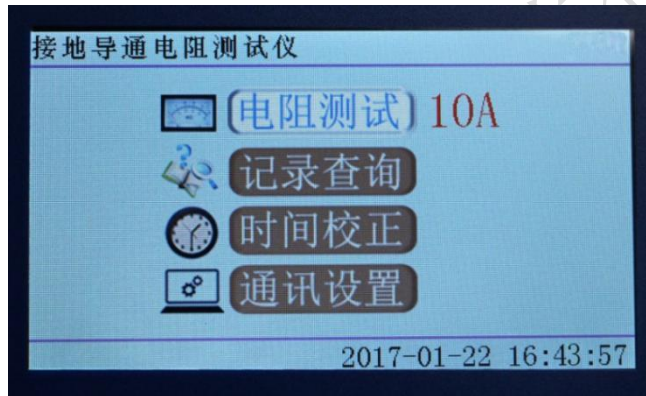 接地导通电阻测试仪
电阻测试 10A
记录查询
时间校正
通讯设置
2017-01-22 16:43:57